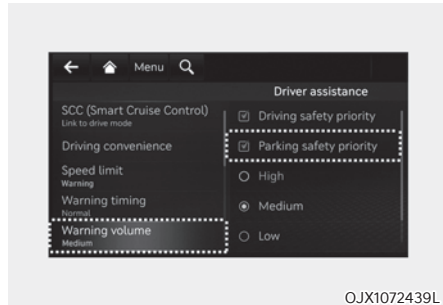 Menu
Driver assistance
SCC (Smart Cruise Control)
Link to drive mode
Driving convenience
Speed limit
Warning
Warning timing
Normal
Warning volume
Medium
Driving safety priority
Parking safety priority
High
Medium
Low
OJX1072439L